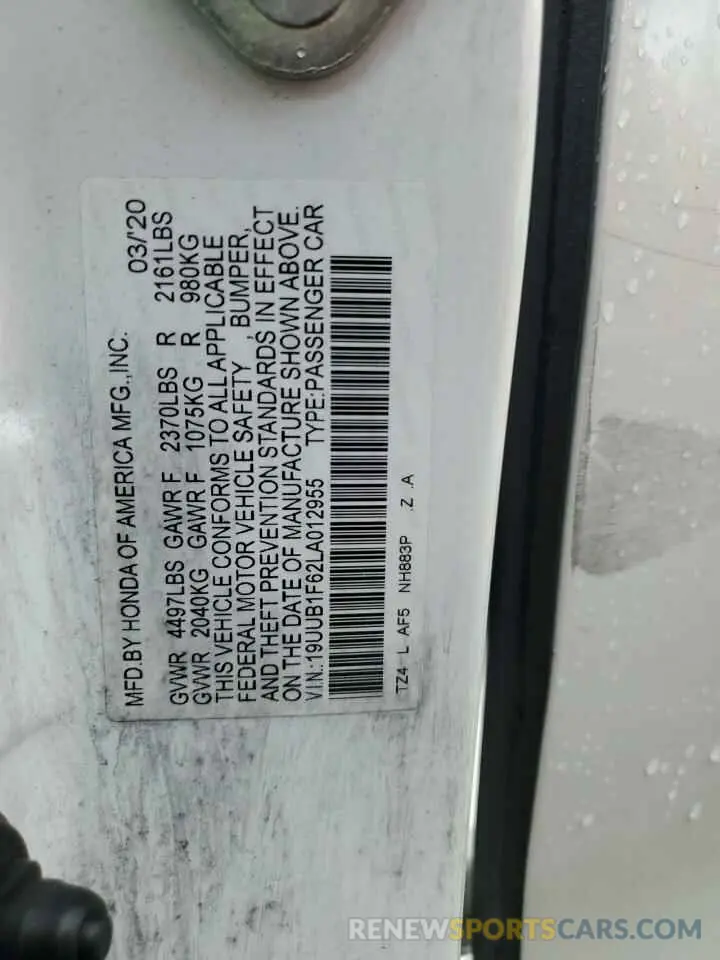 MFD.BY HONDA OF AMERICA MFG.,INC. 03/'20
GVWR 4497LBS GAWR F 2370LBS R 2161LBS
GVWR 2040KG GAWR F 1075KG R 980KG
THIS VEHICLE CONFORMS TO ALL APPLICABLE
FEDERAL MOTOR VEHICLE SAFETY , BUMPER,
AND THEFT PREVENTION STANDARDS IN EFFECT
ON THE DATE OF MANUFACTURE SHOWN ABOVE.
VIN.:19UUB1F62LA012955 TYPE:PASSENGER CAR
TZ4 L AF5 NH883P .Z .A
RENEWSPORTSCARS.COM